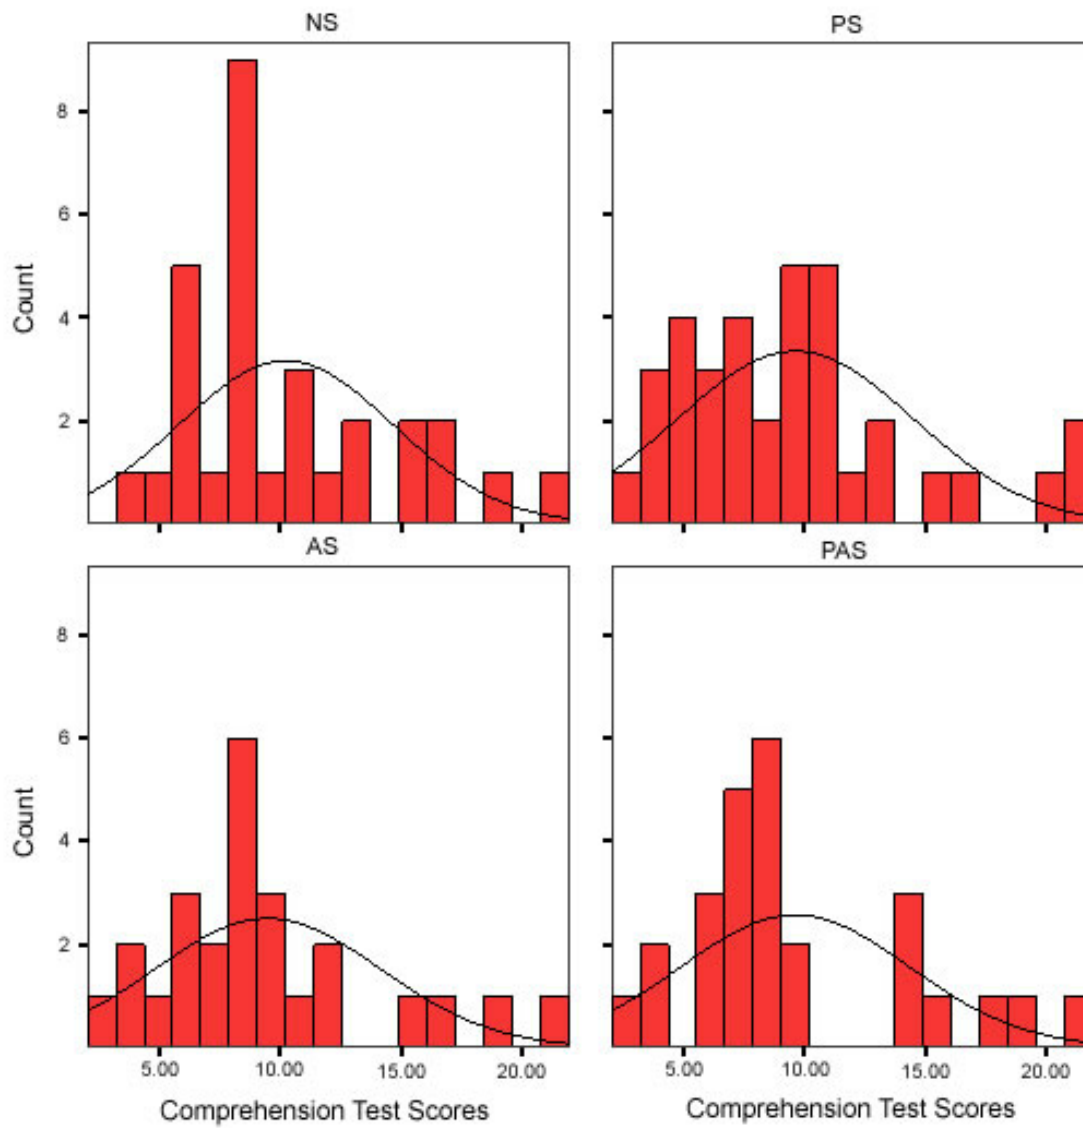 NS
PS
8
6
4
2
Count
AS
PAS
8
6
4
2
Count
5.00 10.00 15.00 20.00
5.00 10.00 15.00 20.00
Comprehension Test Scores
Comprehension Test Scores